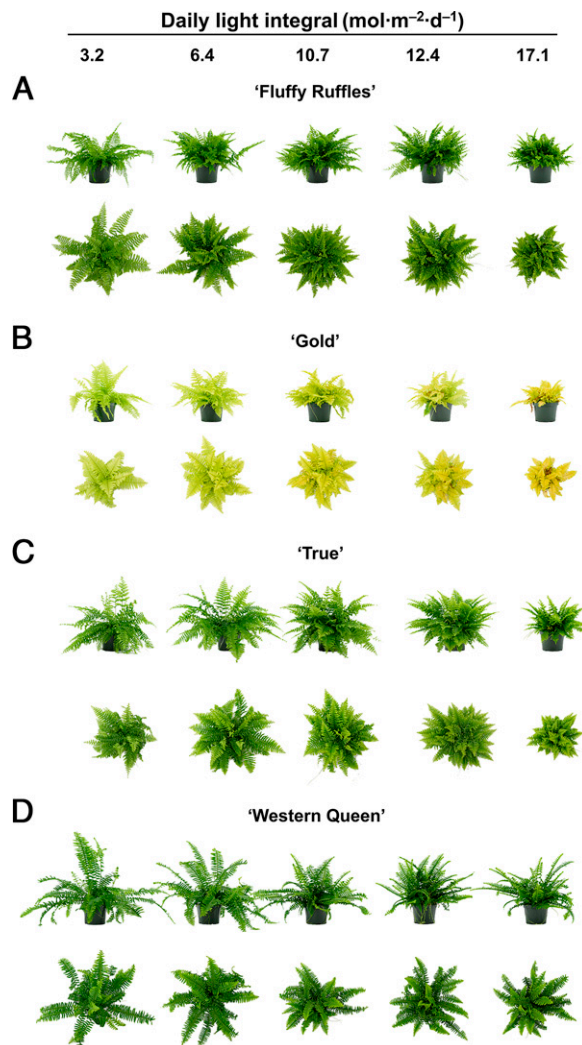 Daily light integral (mol·m⁻²·d⁻¹)
3.2 6.4 10.7 12.4 17.1
A
‘Fluffy Ruffles’
B
‘Gold’
C
‘True’
D
‘Western Queen’